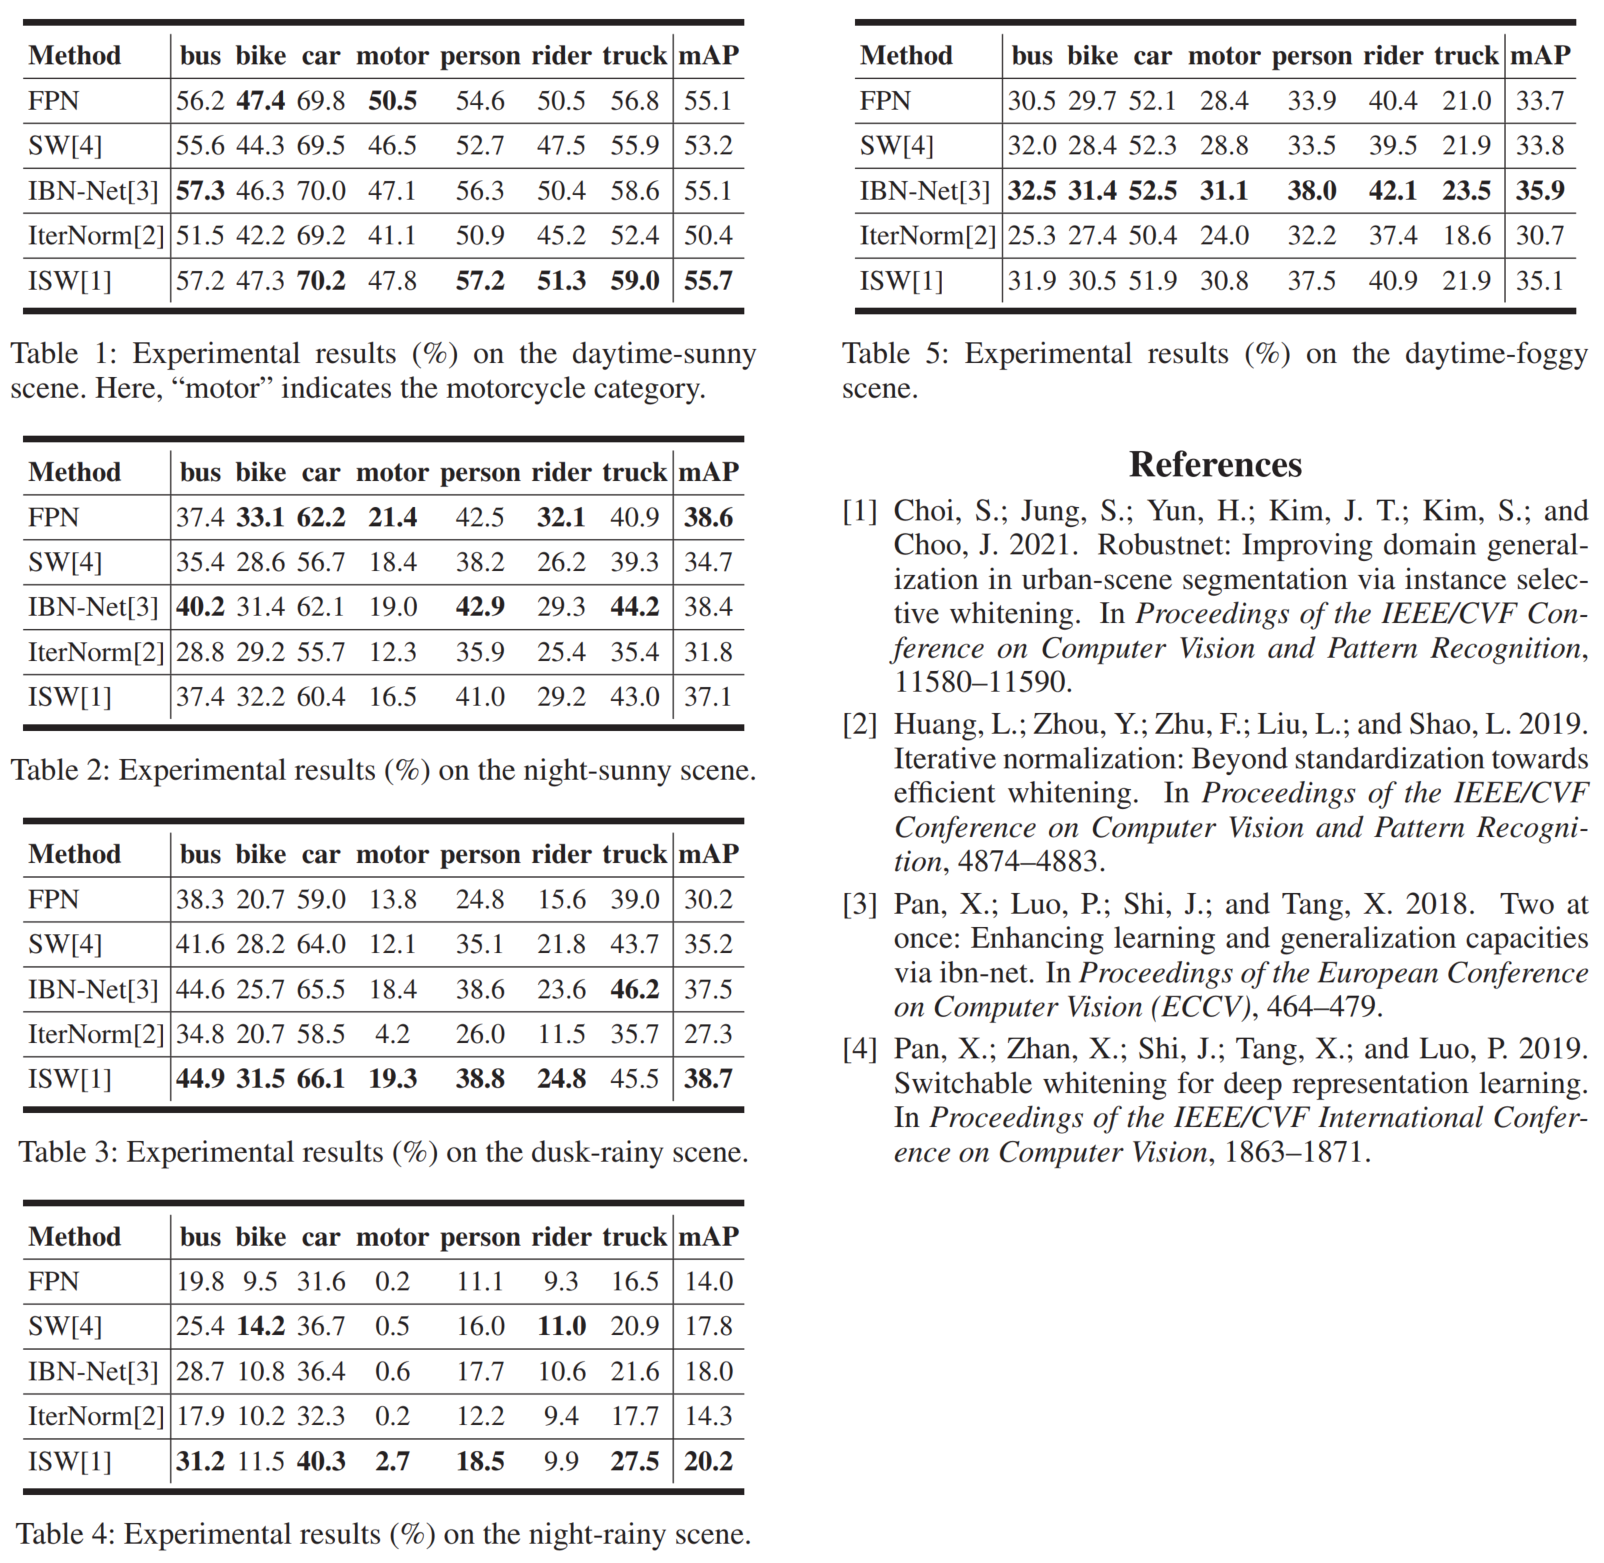 Method bus bike car motor person rider truck mAP
FPN 56.2 47.4 69.8 50.5 54.6 50.5 56.8 55.1
SW[4] 55.6 44.3 69.5 46.5 52.7 47.5 55.9 53.2
IBN-Net[3] 57.3 46.3 70.0 47.1 56.3 50.4 58.6 55.1
IterNorm[2] 51.5 42.2 69.2 41.1 50.9 45.2 52.4 50.4
ISW[1] 57.2 47.3 70.2 47.8 57.2 51.3 59.0 55.7
Table 1: Experimental results (%) on the daytime-sunny
scene. Here, “motor” indicates the motorcycle category.
Method bus bike car motor person rider truck mAP
FPN 37.4 33.1 62.2 21.4 42.5 32.1 40.9 38.6
SW[4] 35.4 28.6 56.7 18.4 38.2 26.2 39.3 34.7
IBN-Net[3] 40.2 31.4 62.1 19.0 42.9 29.3 44.2 38.4
IterNorm[2] 28.8 29.2 55.7 12.3 35.9 25.4 35.4 31.8
ISW[1] 37.4 32.2 60.4 16.5 41.0 29.2 43.0 37.1
Table 2: Experimental results (%) on the night-sunny scene.
Method bus bike car motor person rider truck mAP
FPN 38.3 20.7 59.0 13.8 24.8 15.6 39.0 30.2
SW[4] 41.6 28.2 64.0 12.1 35.1 21.8 43.7 35.2
IBN-Net[3] 44.6 25.7 65.5 18.4 38.6 23.6 46.2 37.5
IterNorm[2] 34.8 20.7 58.5 4.2 26.0 11.5 35.7 27.3
ISW[1] 44.9 31.5 66.1 19.3 38.8 24.8 45.5 38.7
Table 3: Experimental results (%) on the dusk-rainy scene.
Method bus bike car motor person rider truck mAP
FPN 19.8 9.5 31.6 0.2 11.1 9.3 16.5 14.0
SW[4] 25.4 14.2 36.7 0.5 16.0 11.0 20.9 17.8
IBN-Net[3] 28.7 10.8 36.4 0.6 17.7 10.6 21.6 18.0
IterNorm[2] 17.9 10.2 32.3 0.2 12.2 9.4 17.7 14.3
ISW[1] 31.2 11.5 40.3 2.7 18.5 9.9 27.5 20.2
Table 4: Experimental results (%) on the night-rainy scene.
Method bus bike car motor person rider truck mAP
FPN 30.5 29.7 52.1 28.4 33.9 40.4 21.0 33.7
SW[4] 32.0 28.4 52.3 28.8 33.5 39.5 21.9 33.8
IBN-Net[3] 32.5 31.4 52.5 31.1 38.0 42.1 23.5 35.9
IterNorm[2] 25.3 27.4 50.4 24.0 32.2 37.4 18.6 30.7
ISW[1] 31.9 30.5 51.9 30.8 37.5 40.9 21.9 35.1
Table 5: Experimental results (%) on the daytime-foggy
scene.
References
[1] Choi, S.; Jung, S.; Yun, H.; Kim, J. T.; Kim, S.; and
Choo, J. 2021. Robustnet: Improving domain general-
ization in urban-scene segmentation via instance selec-
tive whitening. In Proceedings of the IEEE/CVF Con-
ference on Computer Vision and Pattern Recognition,
11580–11590.
[2] Huang, L.; Zhou, Y.; Zhu, F.; Liu, L.; and Shao, L. 2019.
Iterative normalization: Beyond standardization towards
efficient whitening. In Proceedings of the IEEE/CVF
Conference on Computer Vision and Pattern Recogni-
tion, 4874–4883.
[3] Pan, X.; Luo, P.; Shi, J.; and Tang, X. 2018. Two at
once: Enhancing learning and generalization capacities
via ibn-net. In Proceedings of the European Conference
on Computer Vision (ECCV), 464–479.
[4] Pan, X.; Zhan, X.; Shi, J.; Tang, X.; and Luo, P. 2019.
Switchable whitening for deep representation learning.
In Proceedings of the IEEE/CVF International Confer-
ence on Computer Vision, 1863–1871.